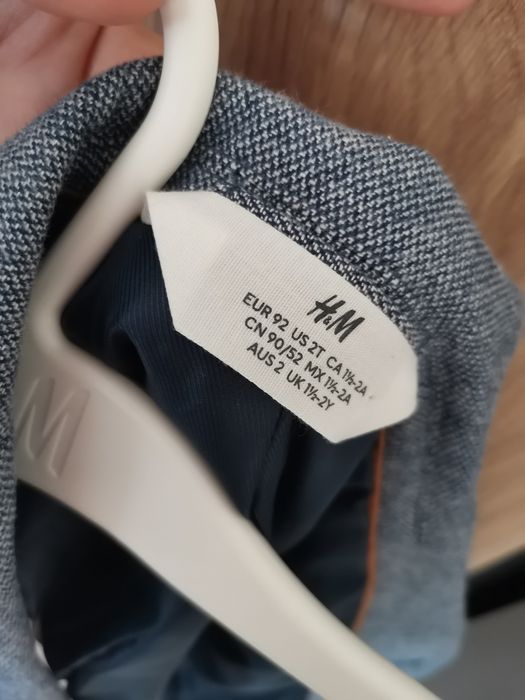 H&M
EUR 92 US 2T CA 1½-2A
CN 90/52 MX 1½-2A
AUS 2 UK 1½-2Y
M